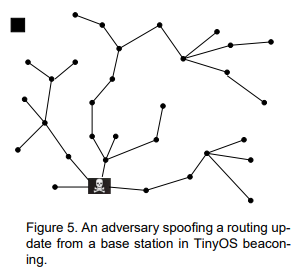 Figure 5. An adversary spoofing a routing up-
date from a base station in TinyOS beacon-
ing.